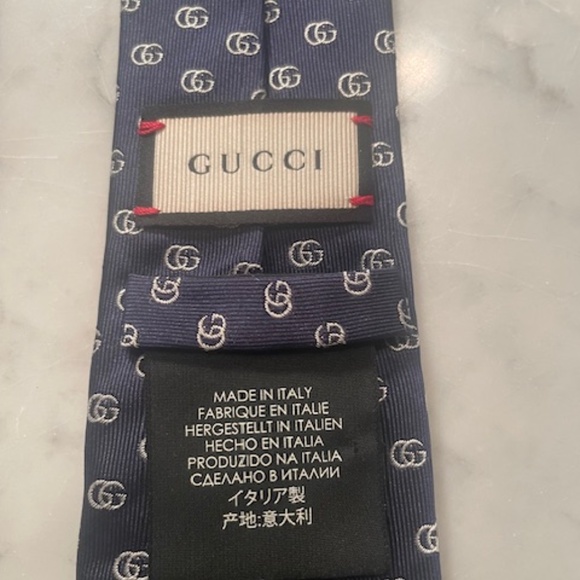 GUCCI
MADE IN ITALY
FABRIQUE EN ITALIE
HERGESTELLT IN ITALIEN
HECHO EN ITALIA
PRODUZIDO NA ITALIA
СДЕЛАНО В ИТАЛИИ
イタリア製
产地:意大利